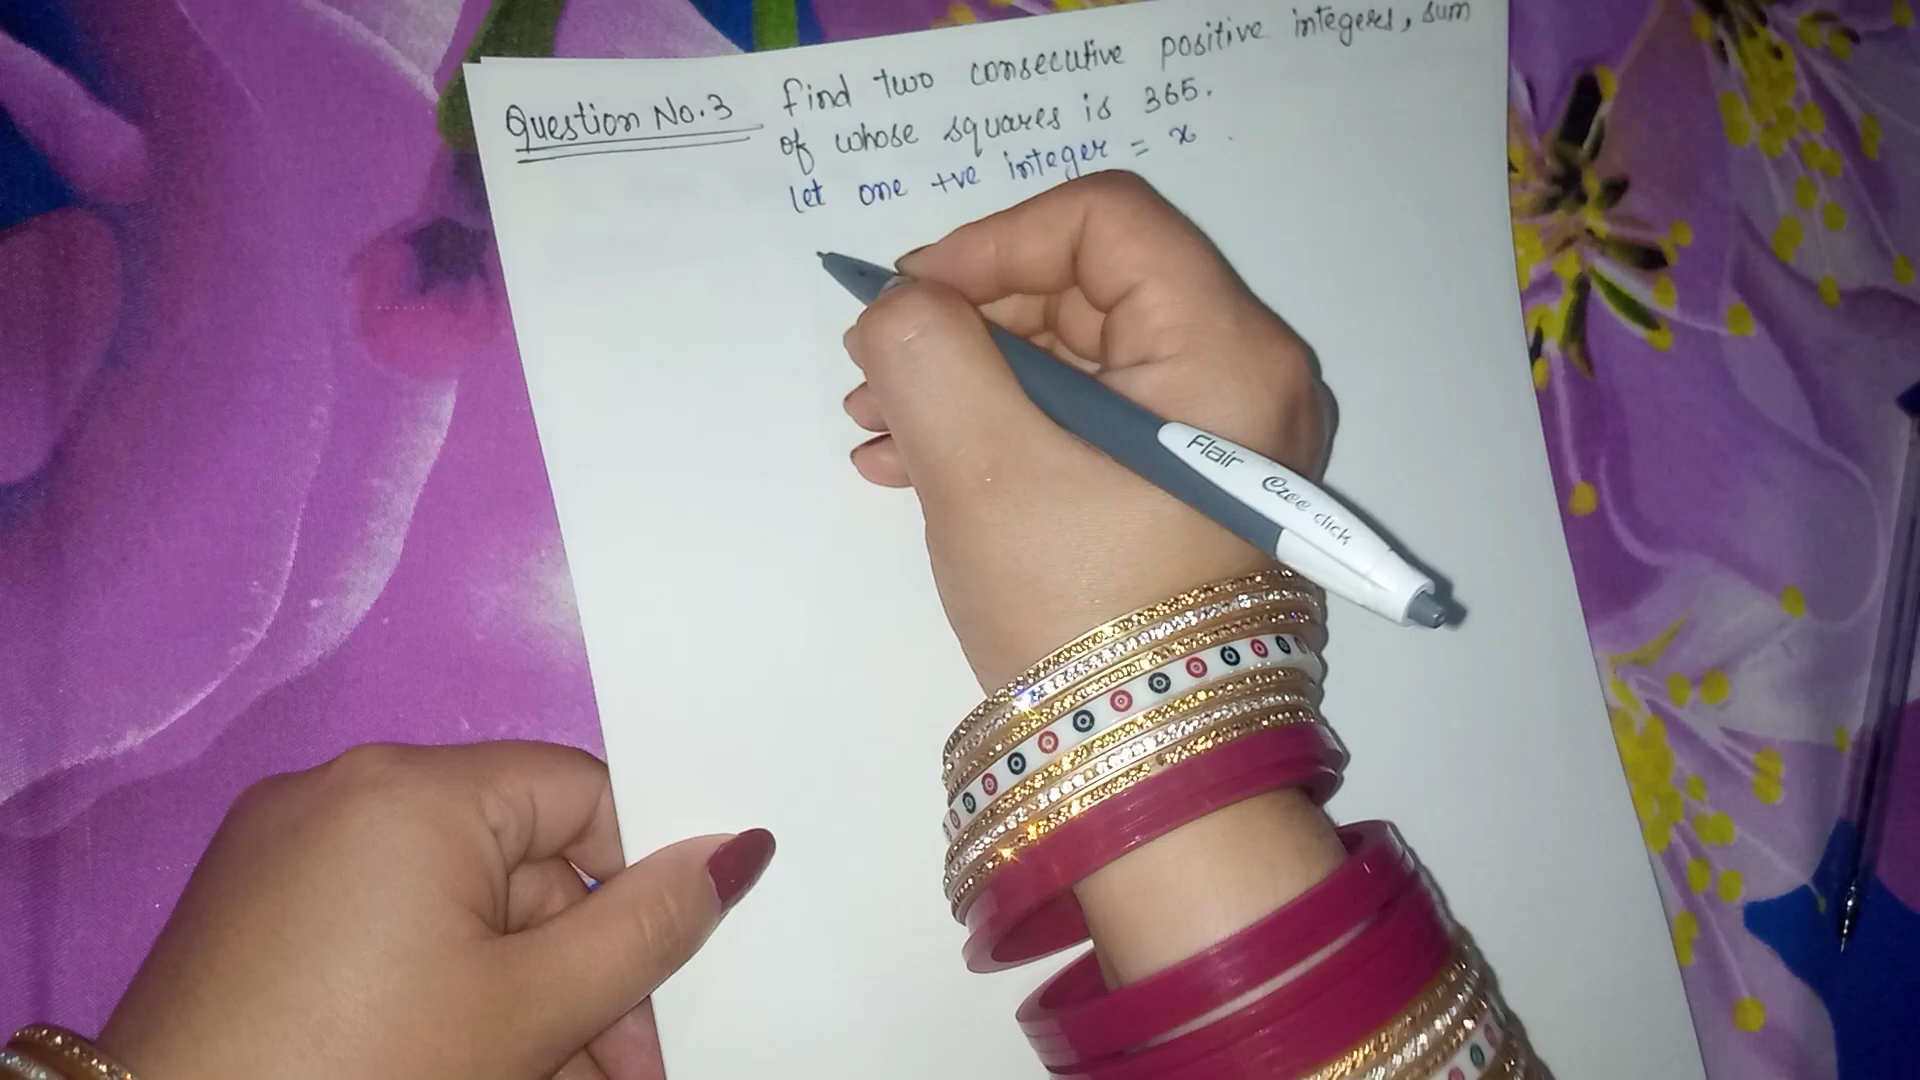 Question No.3 find two consecutive positive integers, sum
of whose squares is 365.
let one +ve integer = x
Flair Creo click